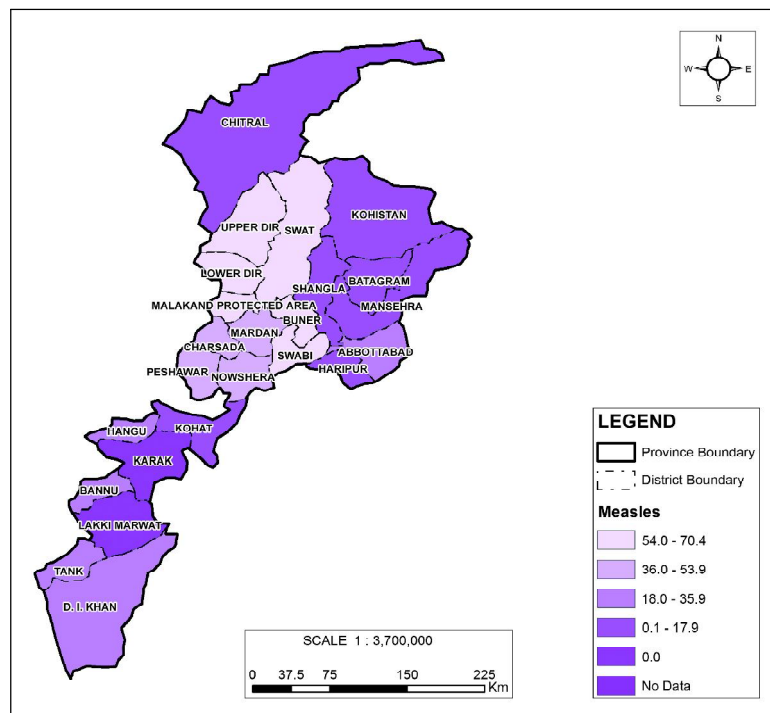 N
W E
S
CHITRAL
KOHISTAN
UPPER DIR
SWAT
LOWER DIR
BATAGRAM
SHANGLA
MALAKAND PROTECTED AREA
MANSEHRA
BUNER
MARDAN
CHARSADA
SWABI
ABBOTTABAD
PESHAWAR
NOWSHERA
HARIPUR
HANGU
KOHAT
KARAK
BANNU
LAKKI MARWAT
TANK
D. I. KHAN
LEGEND
Province Boundary
District Boundary
Measles
54.0 - 70.4
36.0 - 53.9
18.0 - 35.9
0.1 - 17.9
0.0
No Data
SCALE 1 : 3,700,000
0 37.5 75 150 225
Km